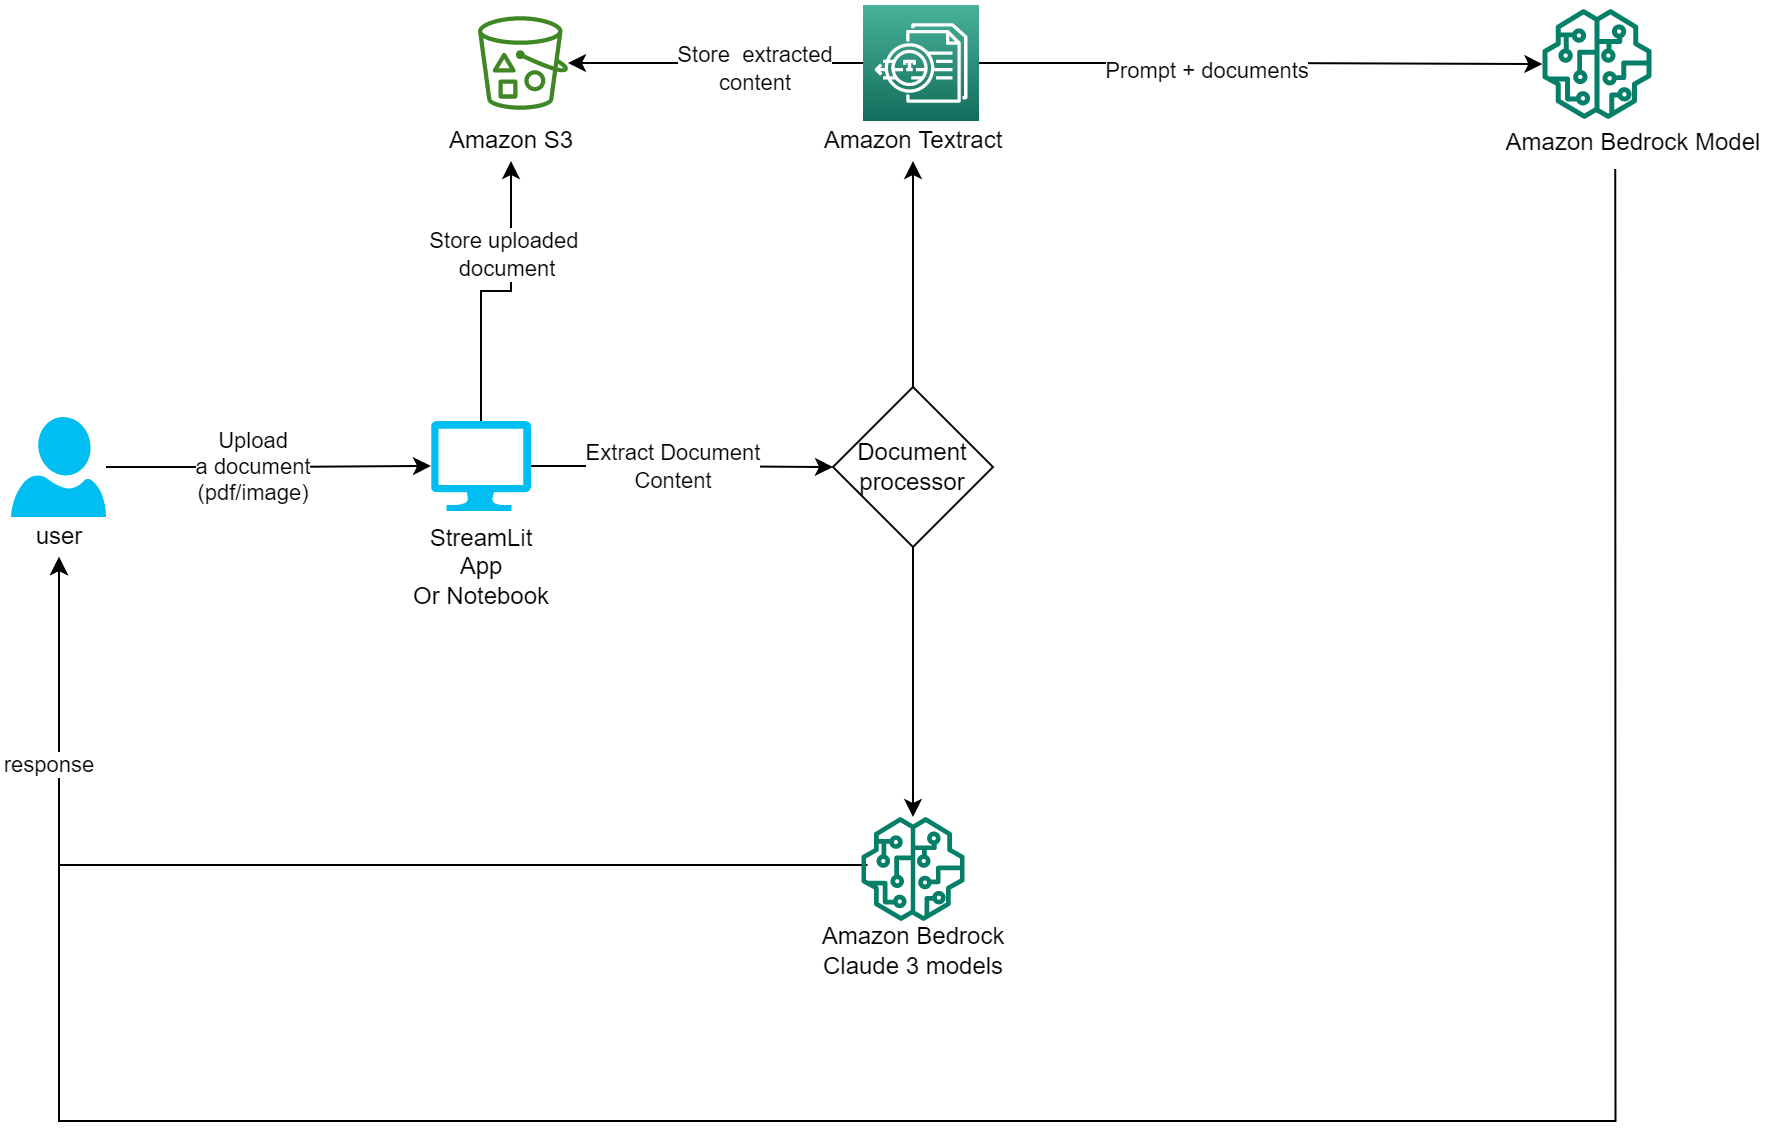 Store  extracted
content
Prompt + documents
Amazon S3
Amazon Textract
Amazon Bedrock Model
Store uploaded
document
Upload
a document
(pdf/image)
Extract Document
Content
Document
processor
user
StreamLit
App
Or Notebook
response
Amazon Bedrock
Claude 3 models